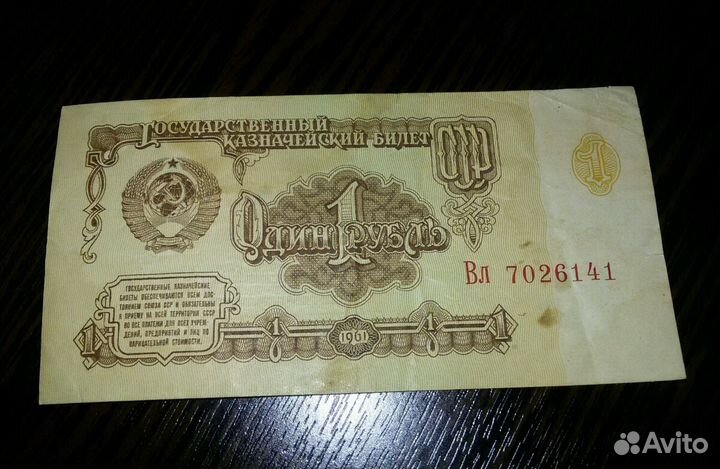 Государственный
казначейский билет
СССР
1
1
Один рубль
Вл 7026141
ГОСУДАРСТВЕННЫЕ КАЗНАЧЕЙСКИЕ
БИЛЕТЫ ОБЕСПЕЧИВАЮТСЯ ВСЕМ ДОС-
ТОЯНИЕМ СОЮЗА ССР И ОБЯЗАТЕЛЬНЫ
К ПРИЕМУ НА ВСЕЙ ТЕРРИТОРИИ СССР
ВО ВСЕ ПЛАТЕЖИ ДЛЯ ВСЕХ УЧРЕЖ-
ДЕНИЙ, ПРЕДПРИЯТИЙ И ЛИЦ ПО
НАРИЦАТЕЛЬНОЙ СТОИМОСТИ.
1 1 1961 1 1
Avito